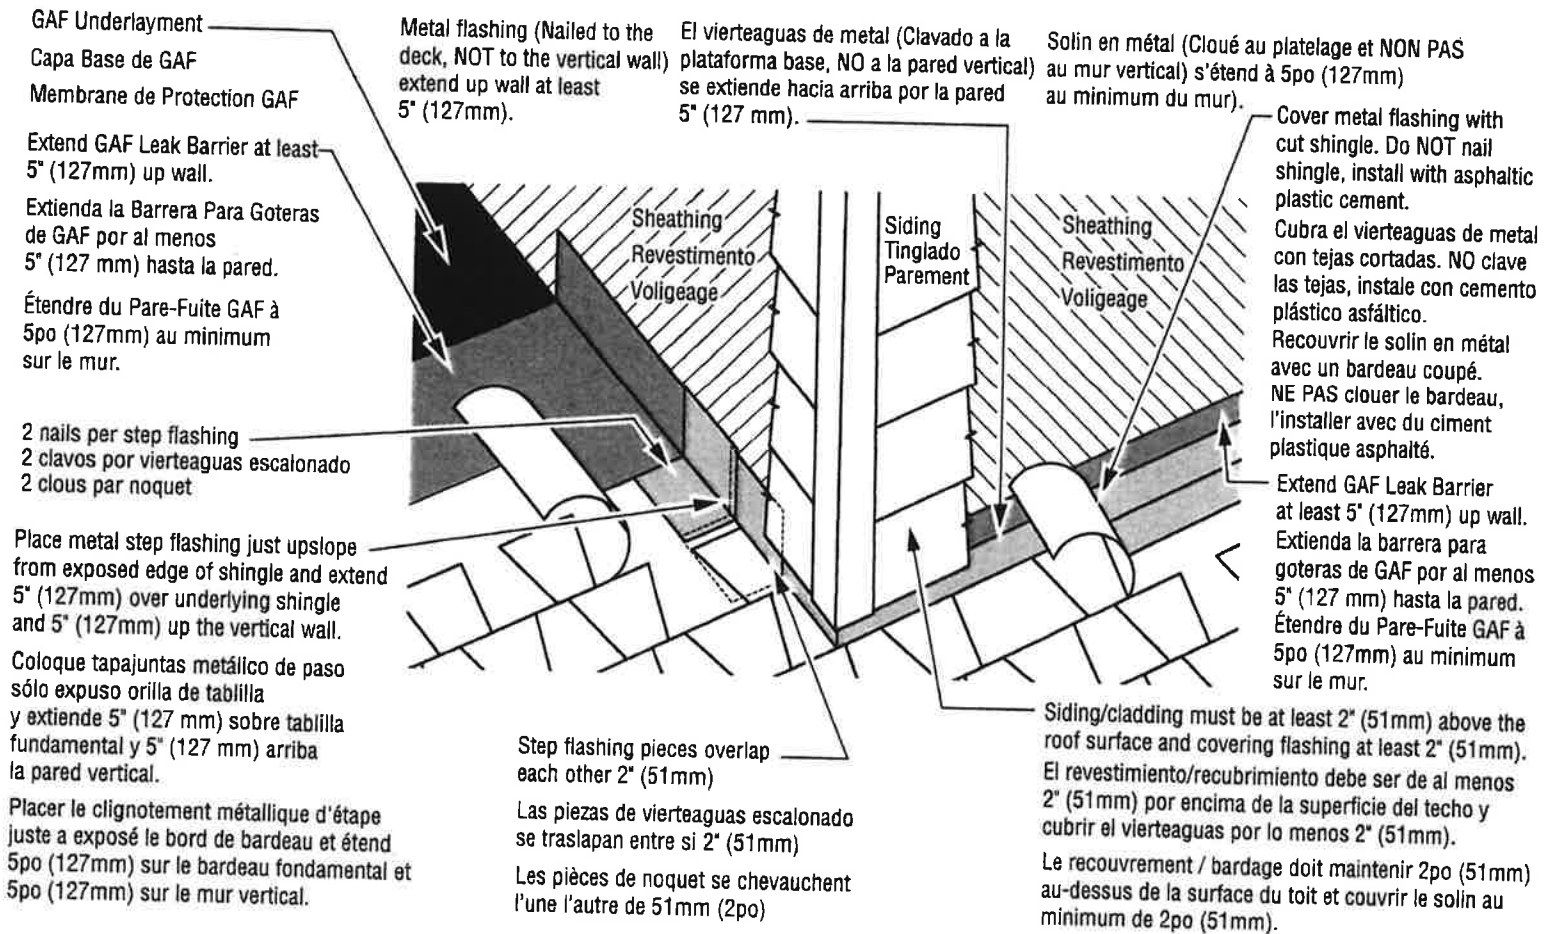 GAF Underlayment
Capa Base de GAF
Membrane de Protection GAF
Extend GAF Leak Barrier at least
5" (127mm) up wall.
Extienda la Barrera Para Goteras
de GAF por al menos
5" (127 mm) hasta la pared.
Étendre du Pare-Fuite GAF à
5po (127mm) au minimum
sur le mur.
2 nails per step flashing
2 clavos por vierteaguas escalonado
2 clous par noquet
Place metal step flashing just upslope
from exposed edge of shingle and extend
5" (127mm) over underlying shingle
and 5" (127mm) up the vertical wall.
Coloque tapajuntas metálico de paso
sólo expuso orilla de tablilla
y extiende 5" (127 mm) sobre tablilla
fundamental y 5" (127 mm) arriba
la pared vertical.
Placer le clignotement métallique d'étape
juste a exposé le bord de bardeau et étend
5po (127mm) sur le bardeau fondamental et
5po (127mm) sur le mur vertical.
Metal flashing (Nailed to the
deck, NOT to the vertical wall)
extend up wall at least
5" (127mm).
El vierteaguas de metal (Clavado a la
plataforma base, NO a la pared vertical)
se extiende hacia arriba por la pared
5" (127 mm).
Solin en métal (Cloué au platelage et NON PAS
au mur vertical) s'étend à 5po (127mm)
au minimum du mur).
Sheathing
Revestimento
Voligeage
Siding
Tinglado
Parement
Sheathing
Revestimento
Voligeage
Cover metal flashing with
cut shingle. Do NOT nail
shingle, install with asphaltic
plastic cement.
Cubra el vierteaguas de metal
con tejas cortadas. NO clave
las tejas, instale con cemento
plástico asfáltico.
Recouvrir le solin en métal
avec un bardeau coupé.
NE PAS clouer le bardeau,
l'installer avec du ciment
plastique asphalté.
Extend GAF Leak Barrier
at least 5" (127mm) up wall.
Extienda la barrera para
goteras de GAF por al menos
5" (127 mm) hasta la pared.
Étendre du Pare-Fuite GAF à
5po (127mm) au minimum
sur le mur.
Step flashing pieces overlap
each other 2" (51mm)
Las piezas de vierteaguas escalonado
se traslapan entre si 2" (51mm)
Les pièces de noquet se chevauchent
l'une l'autre de 51mm (2po)
Siding/cladding must be at least 2" (51mm) above the
roof surface and covering flashing at least 2" (51mm).
El revestimiento/recubrimiento debe ser de al menos
2" (51mm) por encima de la superficie del techo y
cubrir el vierteaguas por lo menos 2" (51mm).
Le recouvrement / bardage doit maintenir 2po (51mm)
au-dessus de la surface du toit et couvrir le solin au
minimum de 2po (51mm).